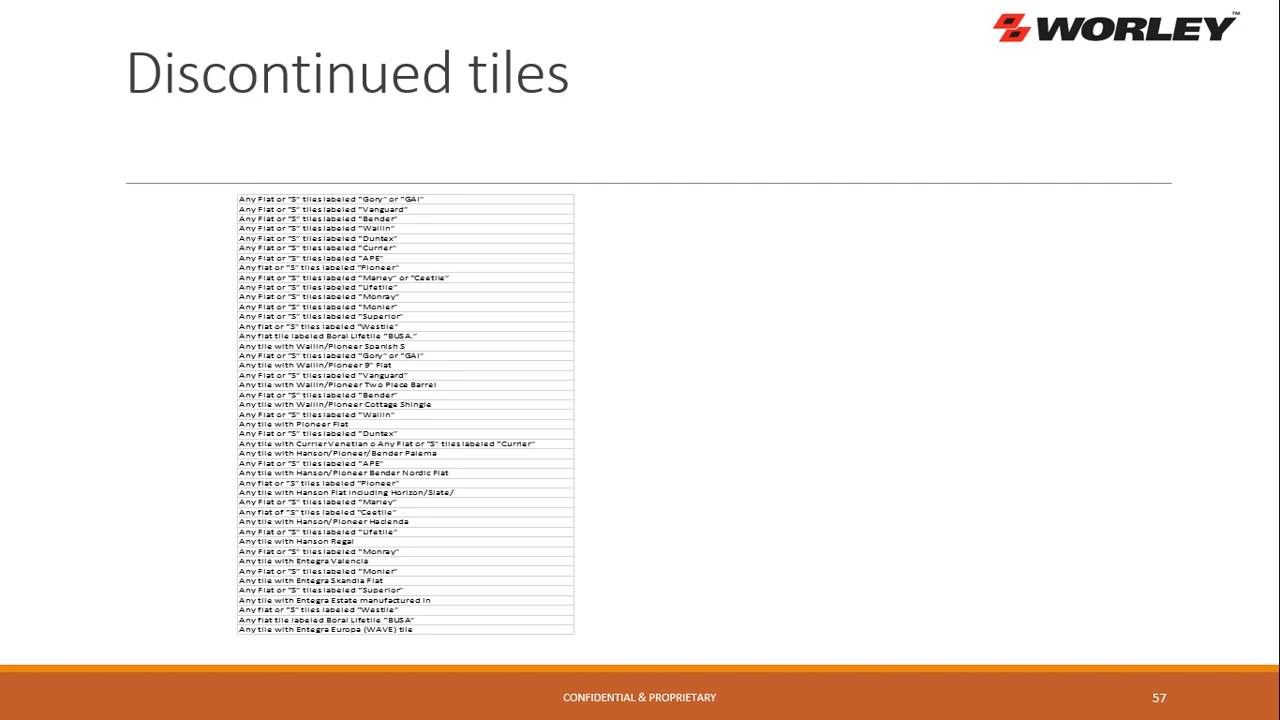 WORLEY™
Discontinued tiles
Any Flat or "S" tiles labeled "Gory" or "GAI"
Any Flat or "S" tiles labeled "Vanguard"
Any Flat or "S" tiles labeled "Bender"
Any Flat or "S" tiles labeled "Wallin"
Any Flat or "S" tiles labeled "Duntex"
Any Flat or "S" tiles labeled "Currier"
Any Flat or "S" tiles labeled "APE"
Any flat or "S" tiles labeled "Pioneer"
Any Flat or "S" tiles labeled "Marley" or "Ceetile"
Any Flat or "S" tiles labeled "Lifetile"
Any Flat or "S" tiles labeled "Monray"
Any Flat or "S" tiles labeled "Monier"
Any Flat or "S" tiles labeled "Superior"
Any flat or "S" tiles labeled "Westile"
Any flat tile labeled Boral Lifetile "BUSA."
Any tile with Wallin/Pioneer Spanish S
Any Flat or "S" tiles labeled "Gory" or "GAI"
Any tile with Wallin/Pioneer 9" Flat
Any Flat or "S" tiles labeled "Vanguard"
Any tile with Wallin/Pioneer Two Piece Barrel
Any Flat or "S" tiles labeled "Bender"
Any tile with Wallin/Pioneer Cottage Shingle
Any Flat or "S" tiles labeled "Wallin"
Any tile with Pioneer Flat
Any Flat or "S" tiles labeled "Duntex"
Any tile with Currier Venetian o Any Flat or "S" tiles labeled "Currier"
Any tile with Hanson/Pioneer/Bender Palema
Any Flat or "S" tiles labeled "APE"
Any tile with Hanson/Pioneer Bender Nordic Flat
Any flat or "S" tiles labeled "Pioneer"
Any tile with Hanson Flat including Horizon/Slate/
Any Flat or "S" tiles labeled "Marley"
Any flat of "S" tiles labeled "Ceetile"
Any tile with Hanson/Pioneer Hacienda
Any Flat or "S" tiles labeled "Lifetile"
Any tile with Hanson Regal
Any Flat or "S" tiles labeled "Monray"
Any tile with Entegra Valencia
Any Flat or "S" tiles labeled "Monier"
Any tile with Entegra Skandia Flat
Any Flat or "S" tiles labeled "Superior"
Any tile with Entegra Estate manufactured in
Any flat or "S" tiles labeled "Westile"
Any flat tile labeled Boral Lifetile "BUSA"
Any tile with Entegra Europa (WAVE) tile
CONFIDENTIAL & PROPRIETARY
57